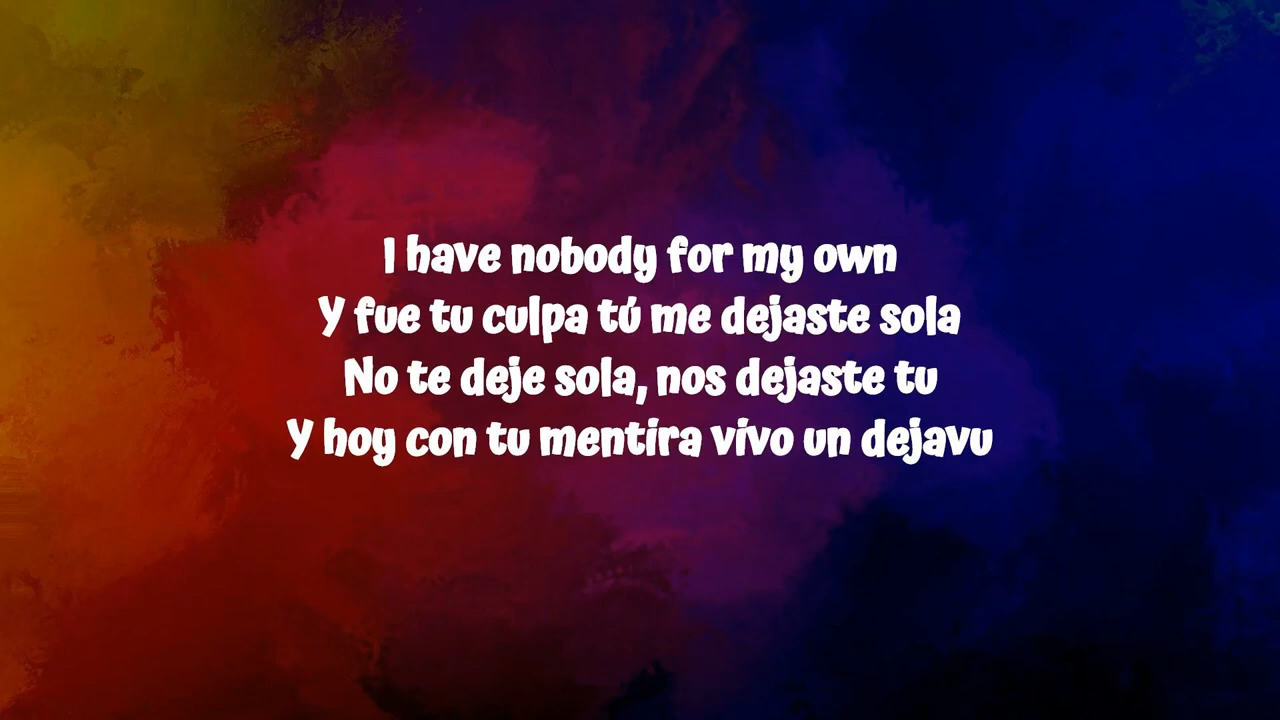 I have nobody for my own
Y fue tu culpa tú me dejaste sola
No te deje sola, nos dejaste tu
Y hoy con tu mentira vivo un dejavu